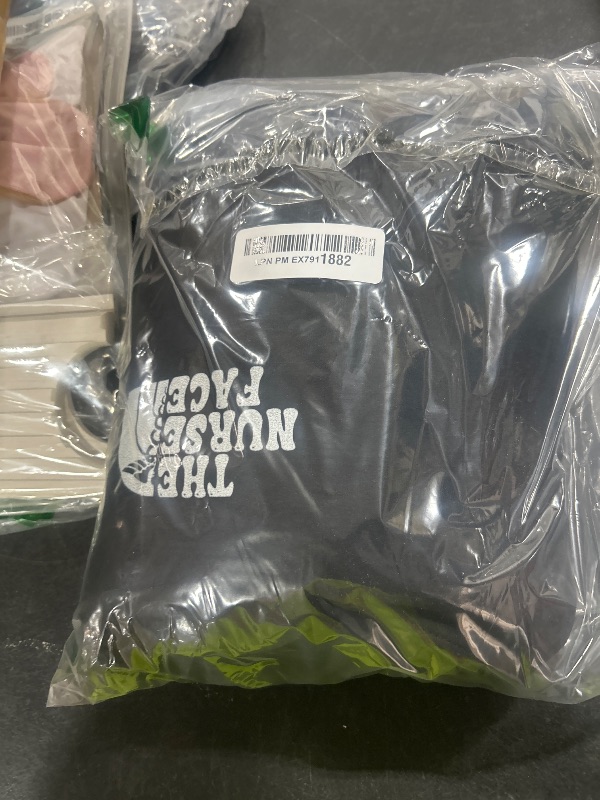 LPN PM EX7911882
THE
NURSE
FACE